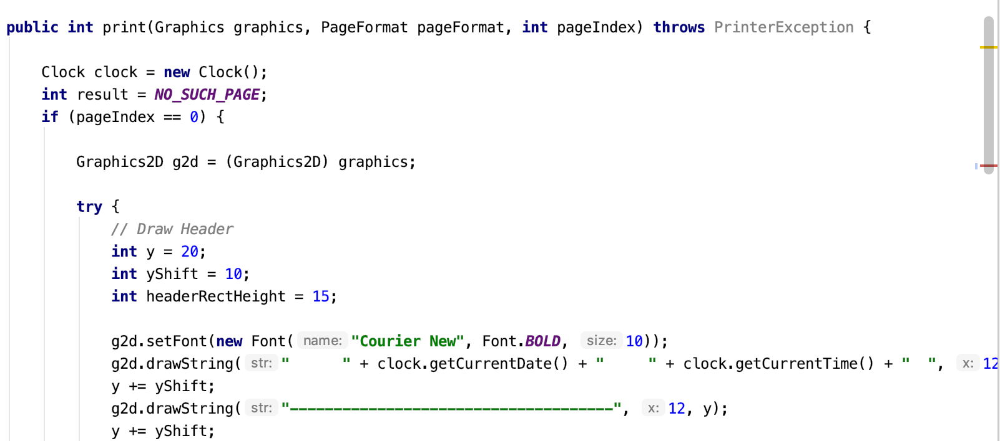 public int print(Graphics graphics, PageFormat pageFormat, int pageIndex) throws PrinterException {
Clock clock = new Clock();
int result = NO_SUCH_PAGE;
if (pageIndex == 0) {
Graphics2D g2d = (Graphics2D) graphics;
try {
// Draw Header
int y = 20;
int yShift = 10;
int headerRectHeight = 15;
g2d.setFont(new Font( name: "Courier New", Font.BOLD, size: 10));
g2d.drawString( str: "      " + clock.getCurrentDate() + "     " + clock.getCurrentTime() + "  ", x: 12
y += yShift;
g2d.drawString( str: "-------------------------------------", x: 12, y);
y += yShift;